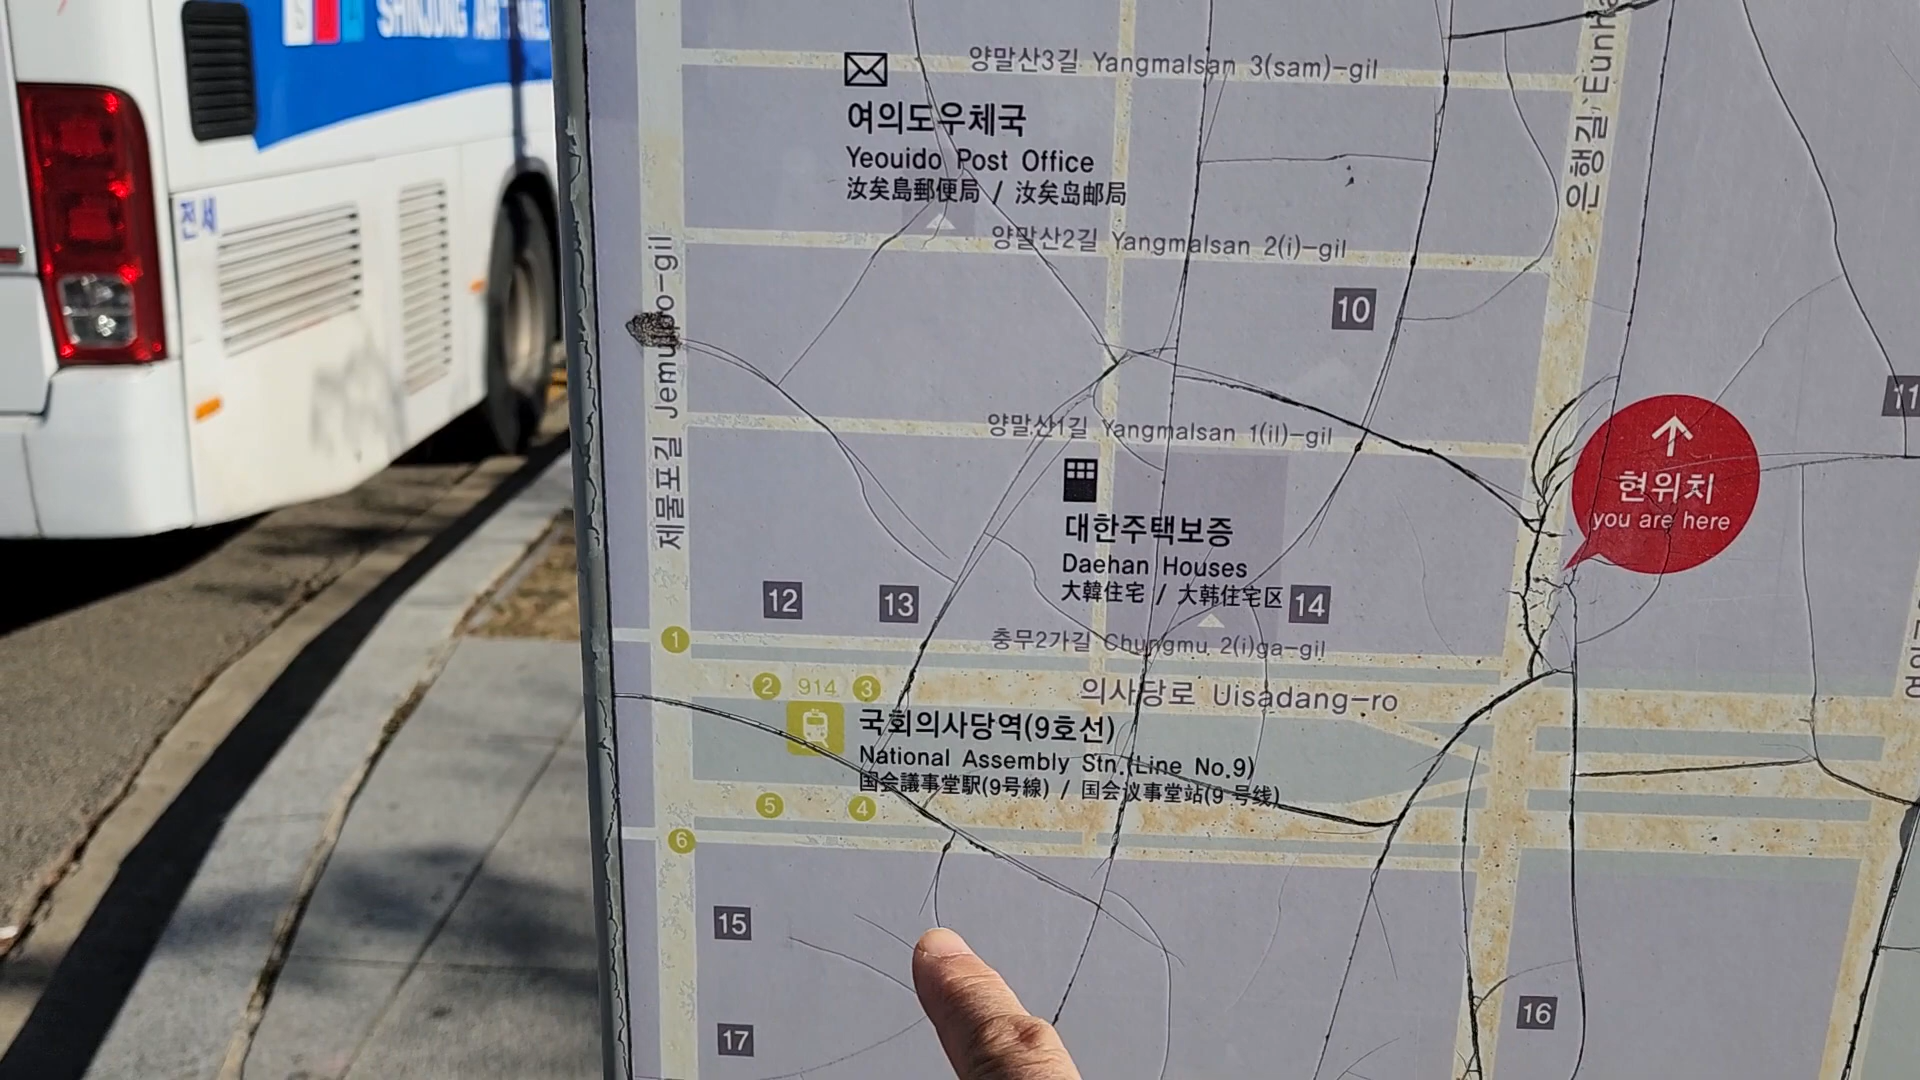 SHINJUNG AIR
전세
양말산3길 Yangmalsan 3(sam)-gil
여의도우체국
Yeouido Post Office
汝矣島郵便局 / 汝矣岛邮局
양말산2길 Yangmalsan 2(i)-gil
은행길
10
11
제물포길
양말산1길 Yangmalsan 1(il)-gil
현위치
you are here
대한주택보증
Daehan Houses
大韓住宅 / 大韩住宅区
12
13
14
충무2가길 Chungmu 2(i)ga-gil
1
2 914 3
의사당로 Uisadang-ro
국회의사당역(9호선)
National Assembly Stn.(Line No.9)
国会議事堂駅(9号線) / 国会议事堂站(9 号线)
5
4
6
15
16
17